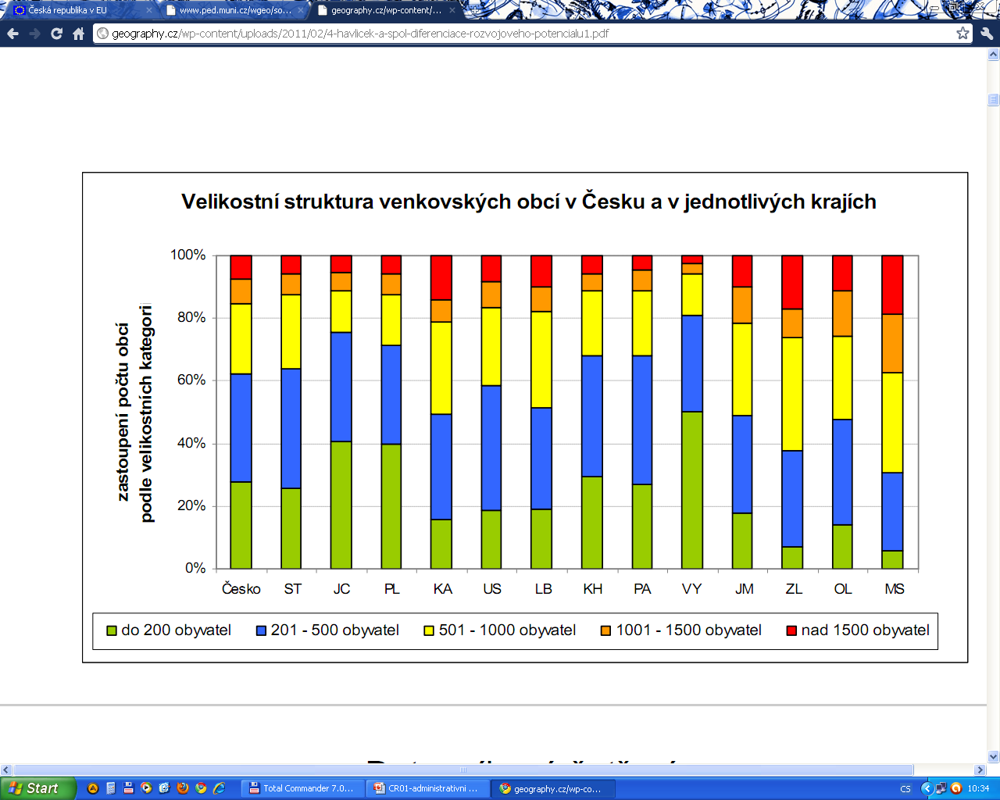 Česká republika v EU
www.ped.muni.cz/wgeo/so...
geography.cz/wp-content/...
geography.cz/wp-content/uploads/2011/02/4-havlicek-a-spol-diferenciace-rozvojoveho-potencialu1.pdf
Velikostní struktura venkovských obcí v Česku a v jednotlivých krajích
zastoupení počtu obcí
podle velikostních kategori
100%
80%
60%
40%
20%
0%
Česko ST JC PL KA US LB KH PA VY JM ZL OL MS
do 200 obyvatel 201 - 500 obyvatel 501 - 1000 obyvatel 1001 - 1500 obyvatel nad 1500 obyvatel
Start
Total Commander 7.0...
CR01-administrativni ...
geography.cz/wp-co...
CS
10:34